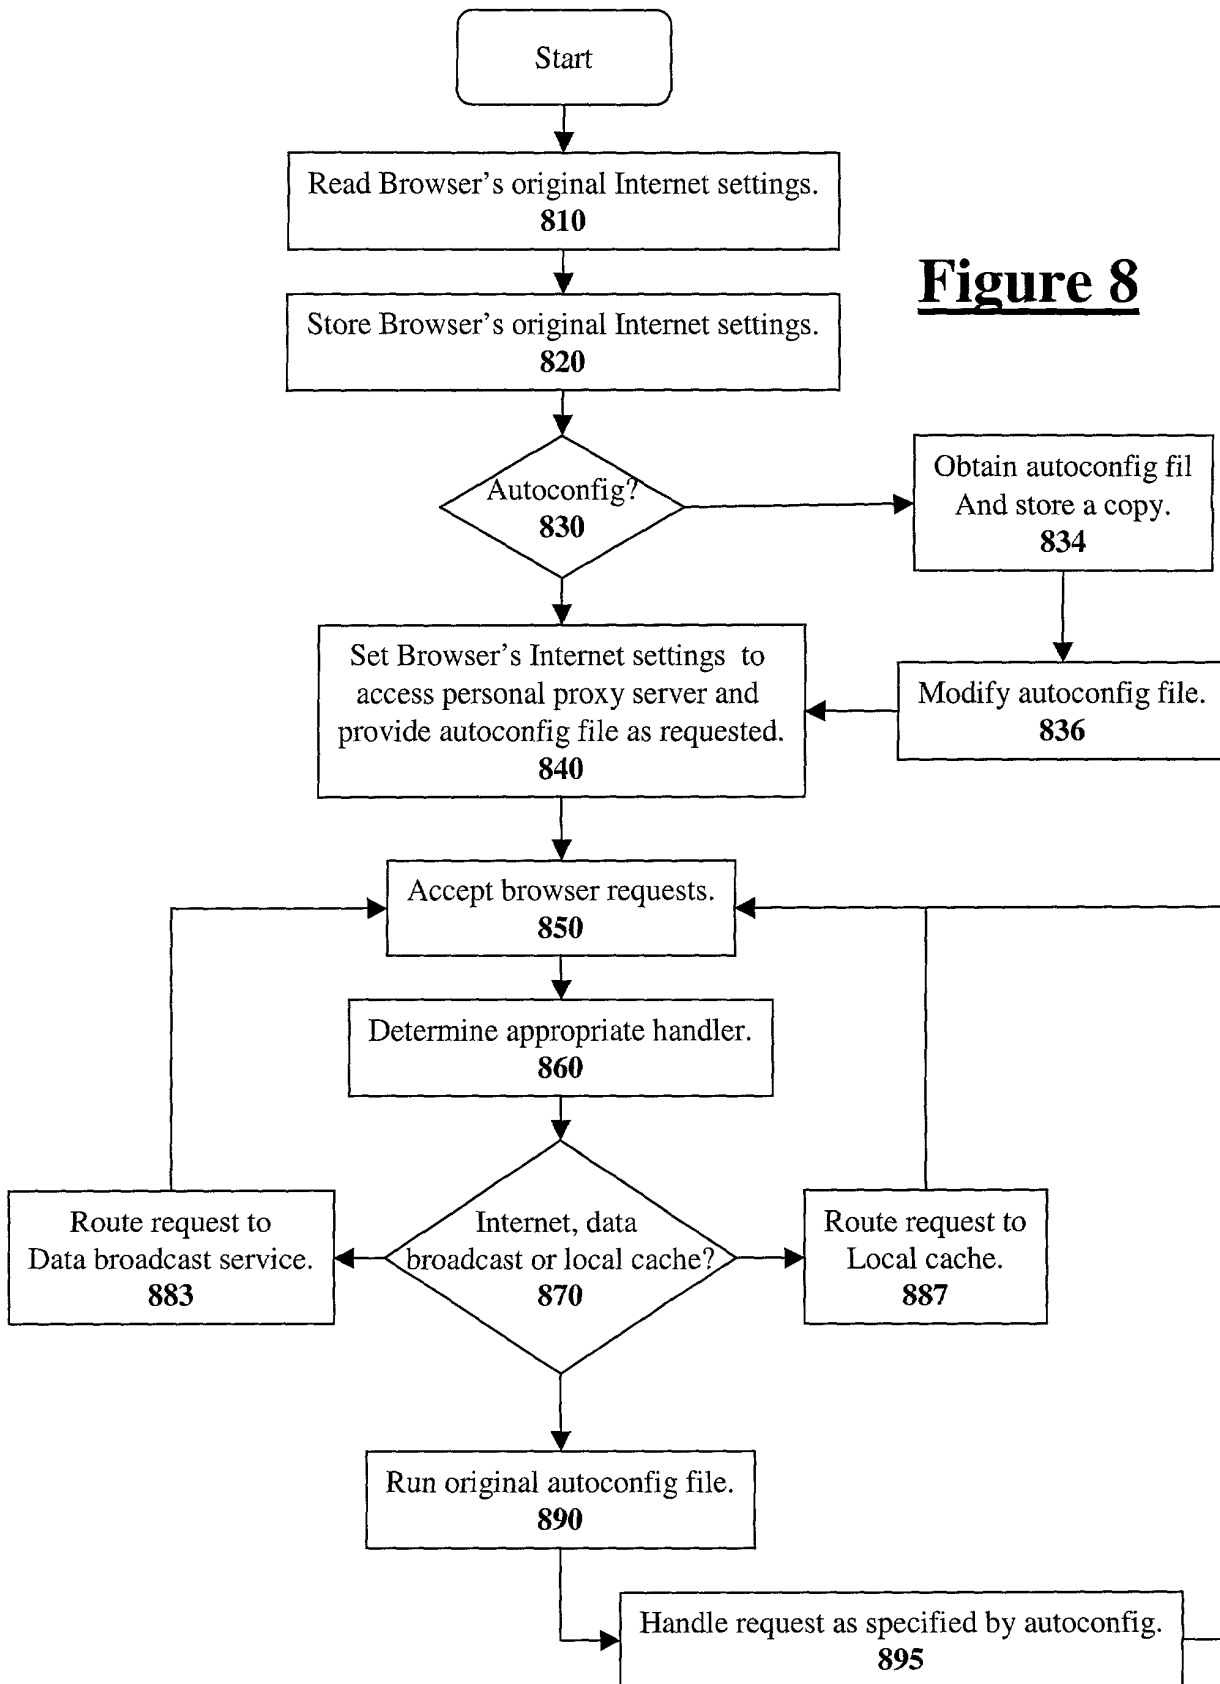 Start
Read Browser's original Internet settings.
810
Figure 8
Store Browser's original Internet settings.
820
Autoconfig?
830
Obtain autoconfig fil
And store a copy.
834
Set Browser's Internet settings to
access personal proxy server and
provide autoconfig file as requested.
840
Modify autoconfig file.
836
Accept browser requests.
850
Determine appropriate handler.
860
Route request to
Data broadcast service.
883
Internet, data
broadcast or local cache?
870
Route request to
Local cache.
887
Run original autoconfig file.
890
Handle request as specified by autoconfig.
895